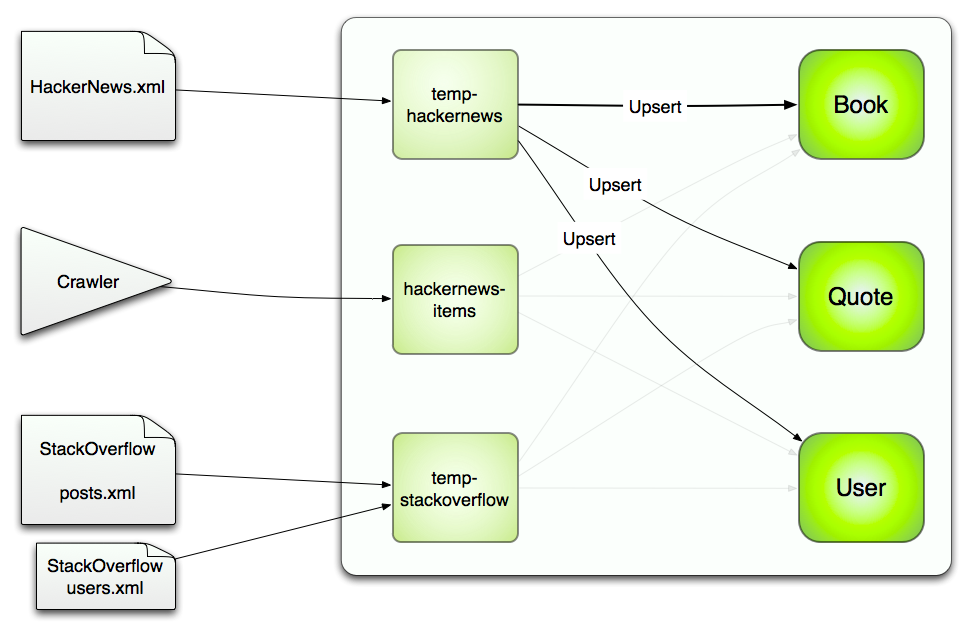 HackerNews.xml
temp-
hackernews
Upsert
Book
Upsert
Upsert
Crawler
hackernews-
items
Quote
StackOverflow
posts.xml
temp-
stackoverflow
User
StackOverflow
users.xml